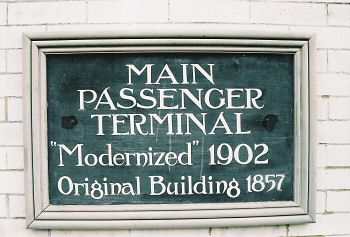 MAIN
PASSENGER
TERMINAL
"Modernized" 1902
Original Building 1857